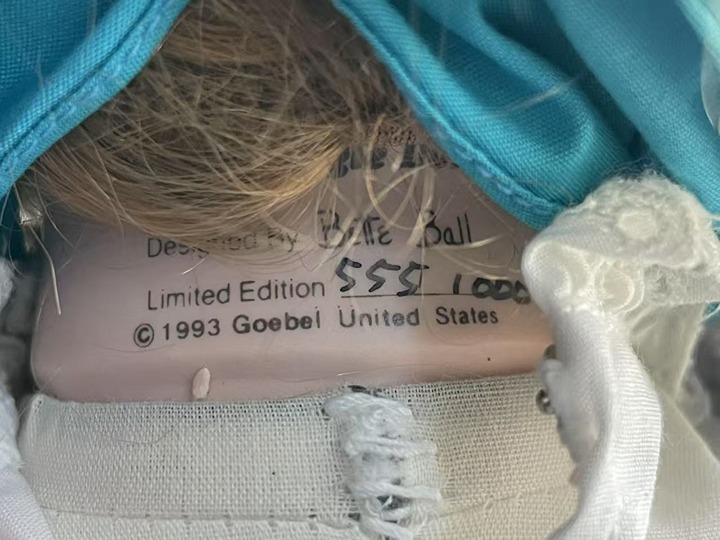 Designed By Bette Ball
Limited Edition 555 1000
© 1993 Goebel United States